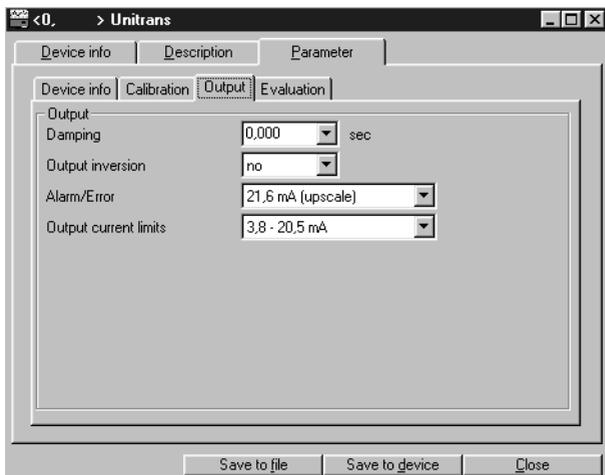 <0,      > Unitrans
Device info Description Parameter
Device info Calibration Output Evaluation
Output
Damping 0,000 sec
Output inversion no
Alarm/Error 21,6 mA (upscale)
Output current limits 3,8 - 20,5 mA
Save to file Save to device Close